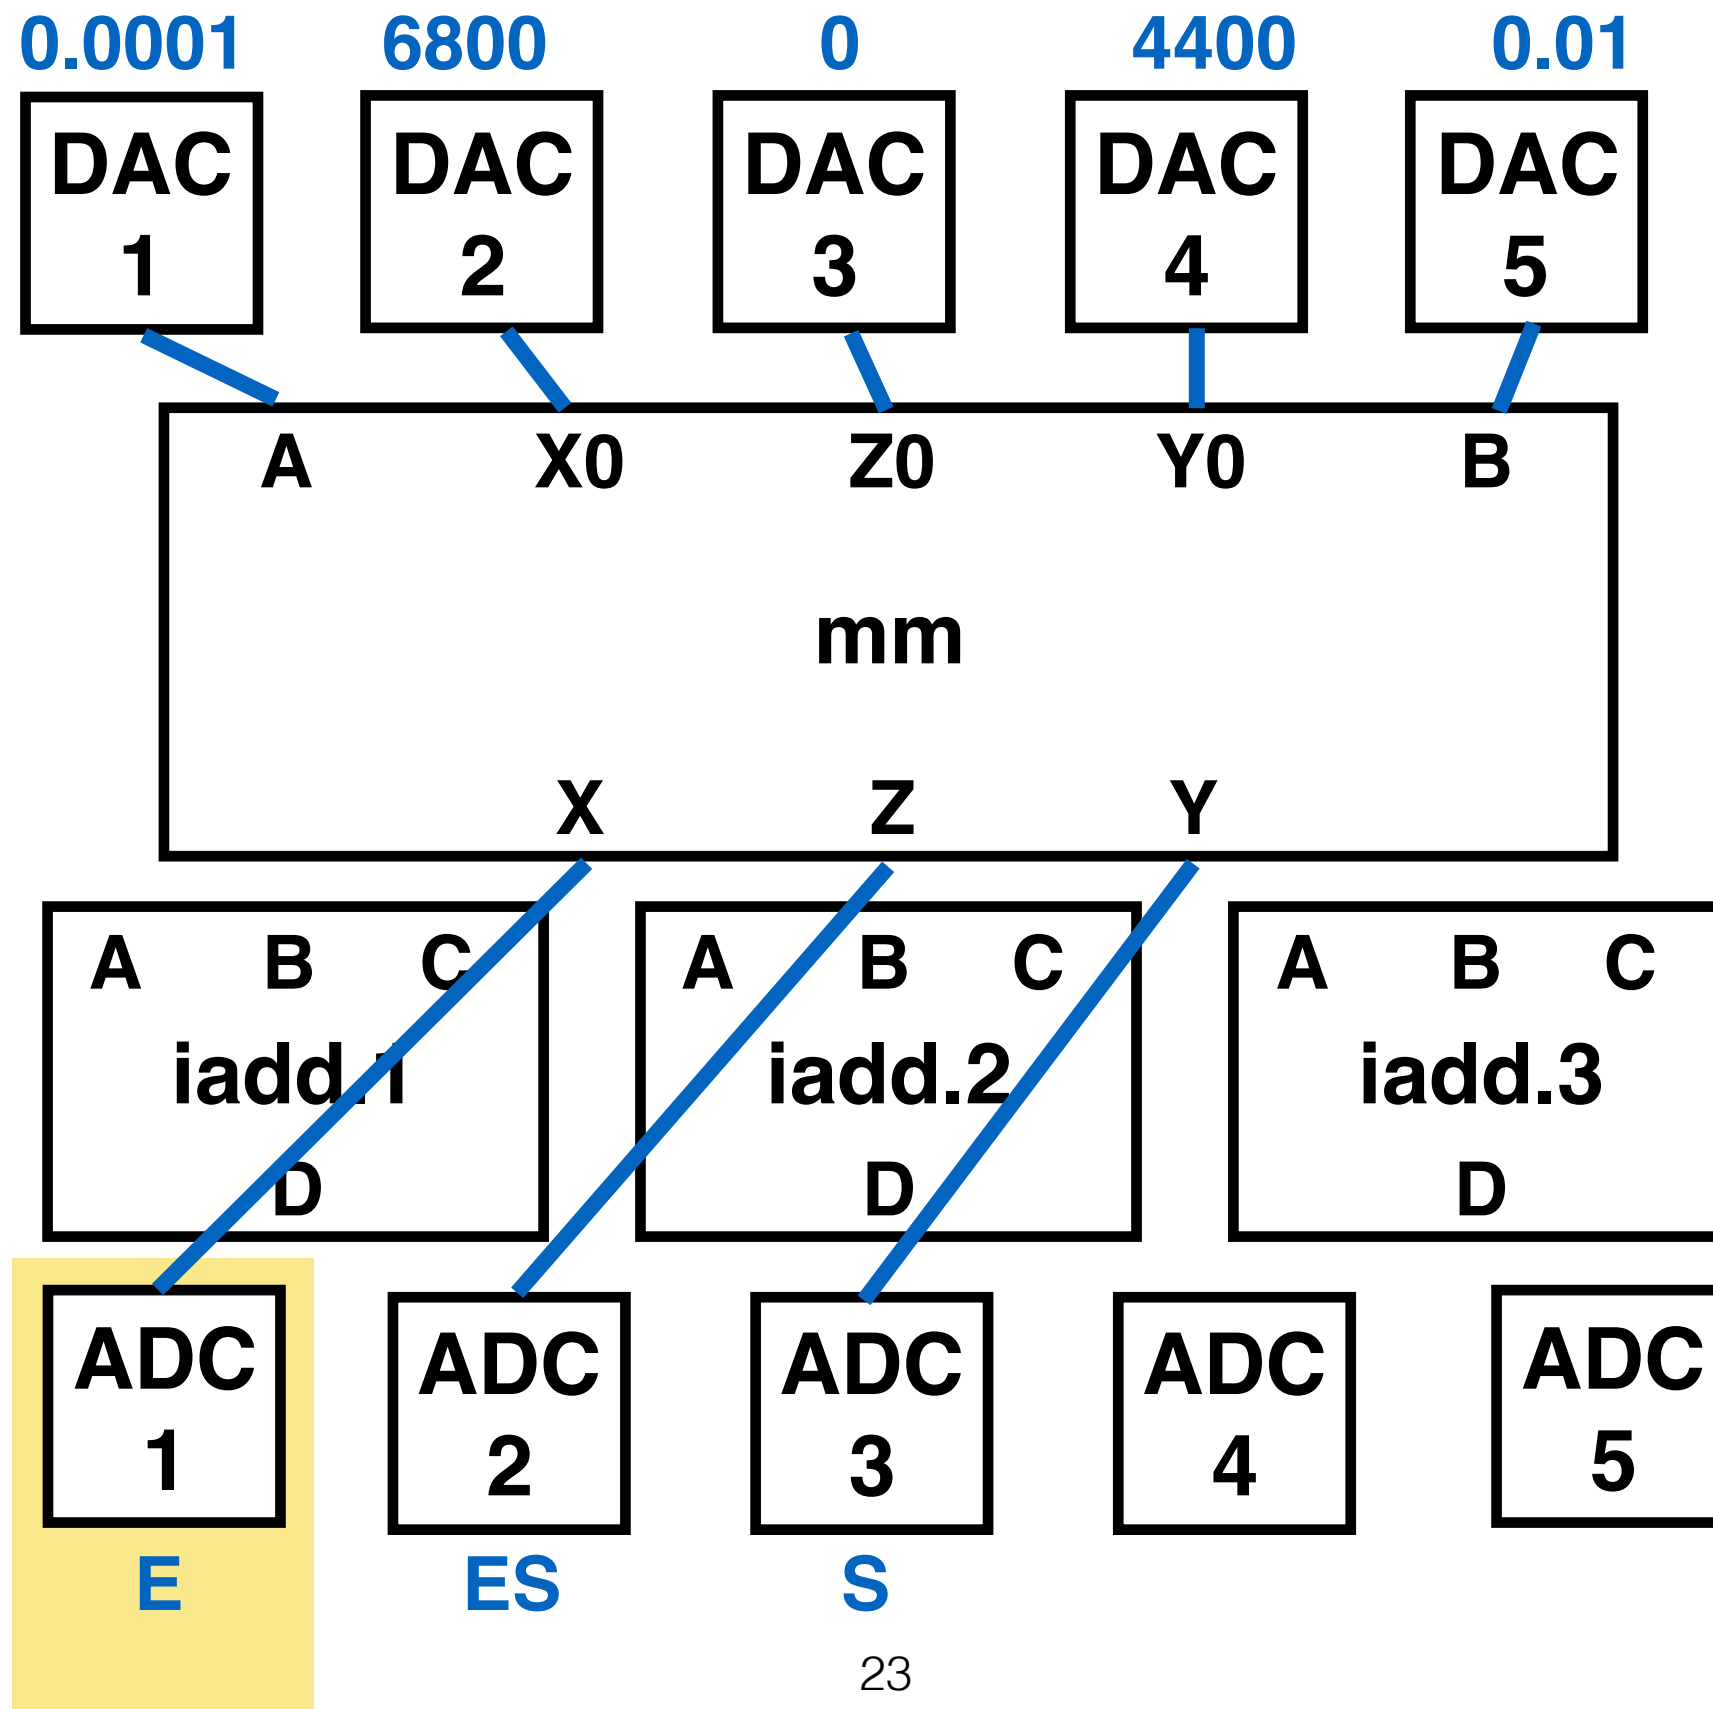 0.0001 6800 0 4400 0.01
DAC DAC DAC DAC DAC
1 2 3 4 5
A X0 Z0 Y0 B
mm
X Z Y
A B C A B C A B C
iadd.1 iadd.2 iadd.3
D D D
ADC ADC ADC ADC ADC
1 2 3 4 5
E ES S
23